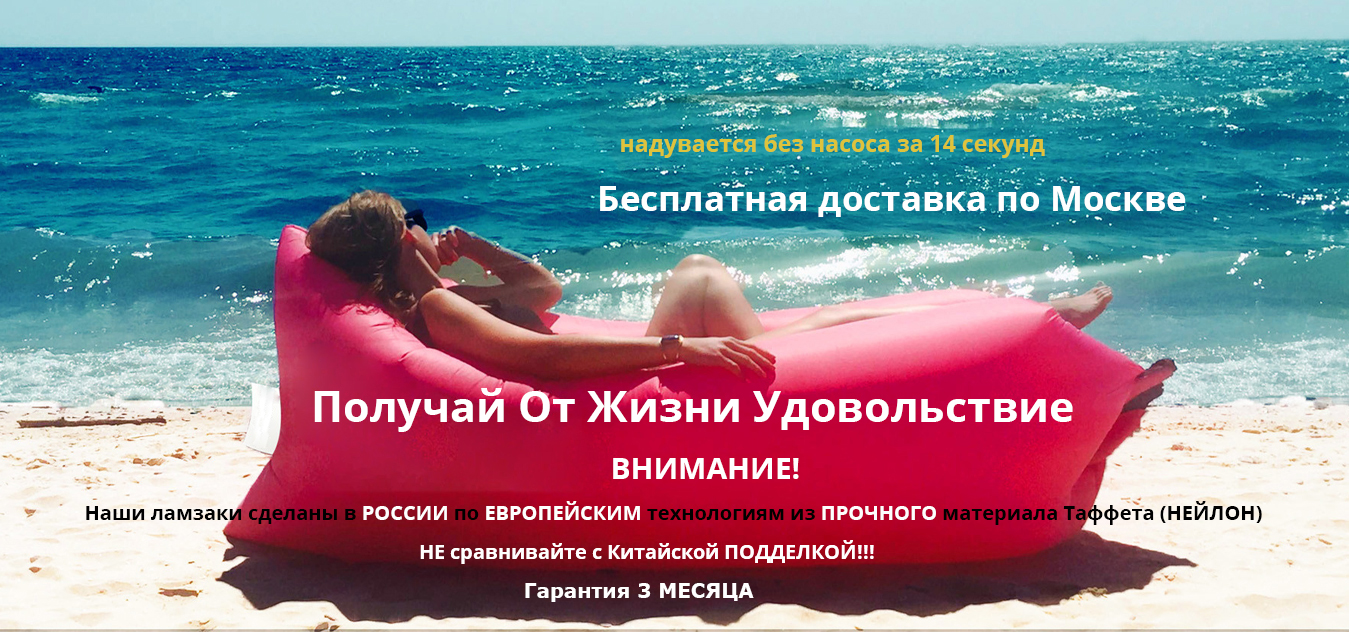 надувается без насоса за 14 секунд
Бесплатная доставка по Москве
Получай От Жизни Удовольствие
ВНИМАНИЕ!
Наши ламзаки сделаны в РОССИИ по ЕВРОПЕЙСКИМ технологиям из ПРОЧНОГО материала Таффета (НЕЙЛОН)
НЕ сравнивайте с Китайской ПОДДЕЛКОЙ!!!
Гарантия 3 МЕСЯЦА